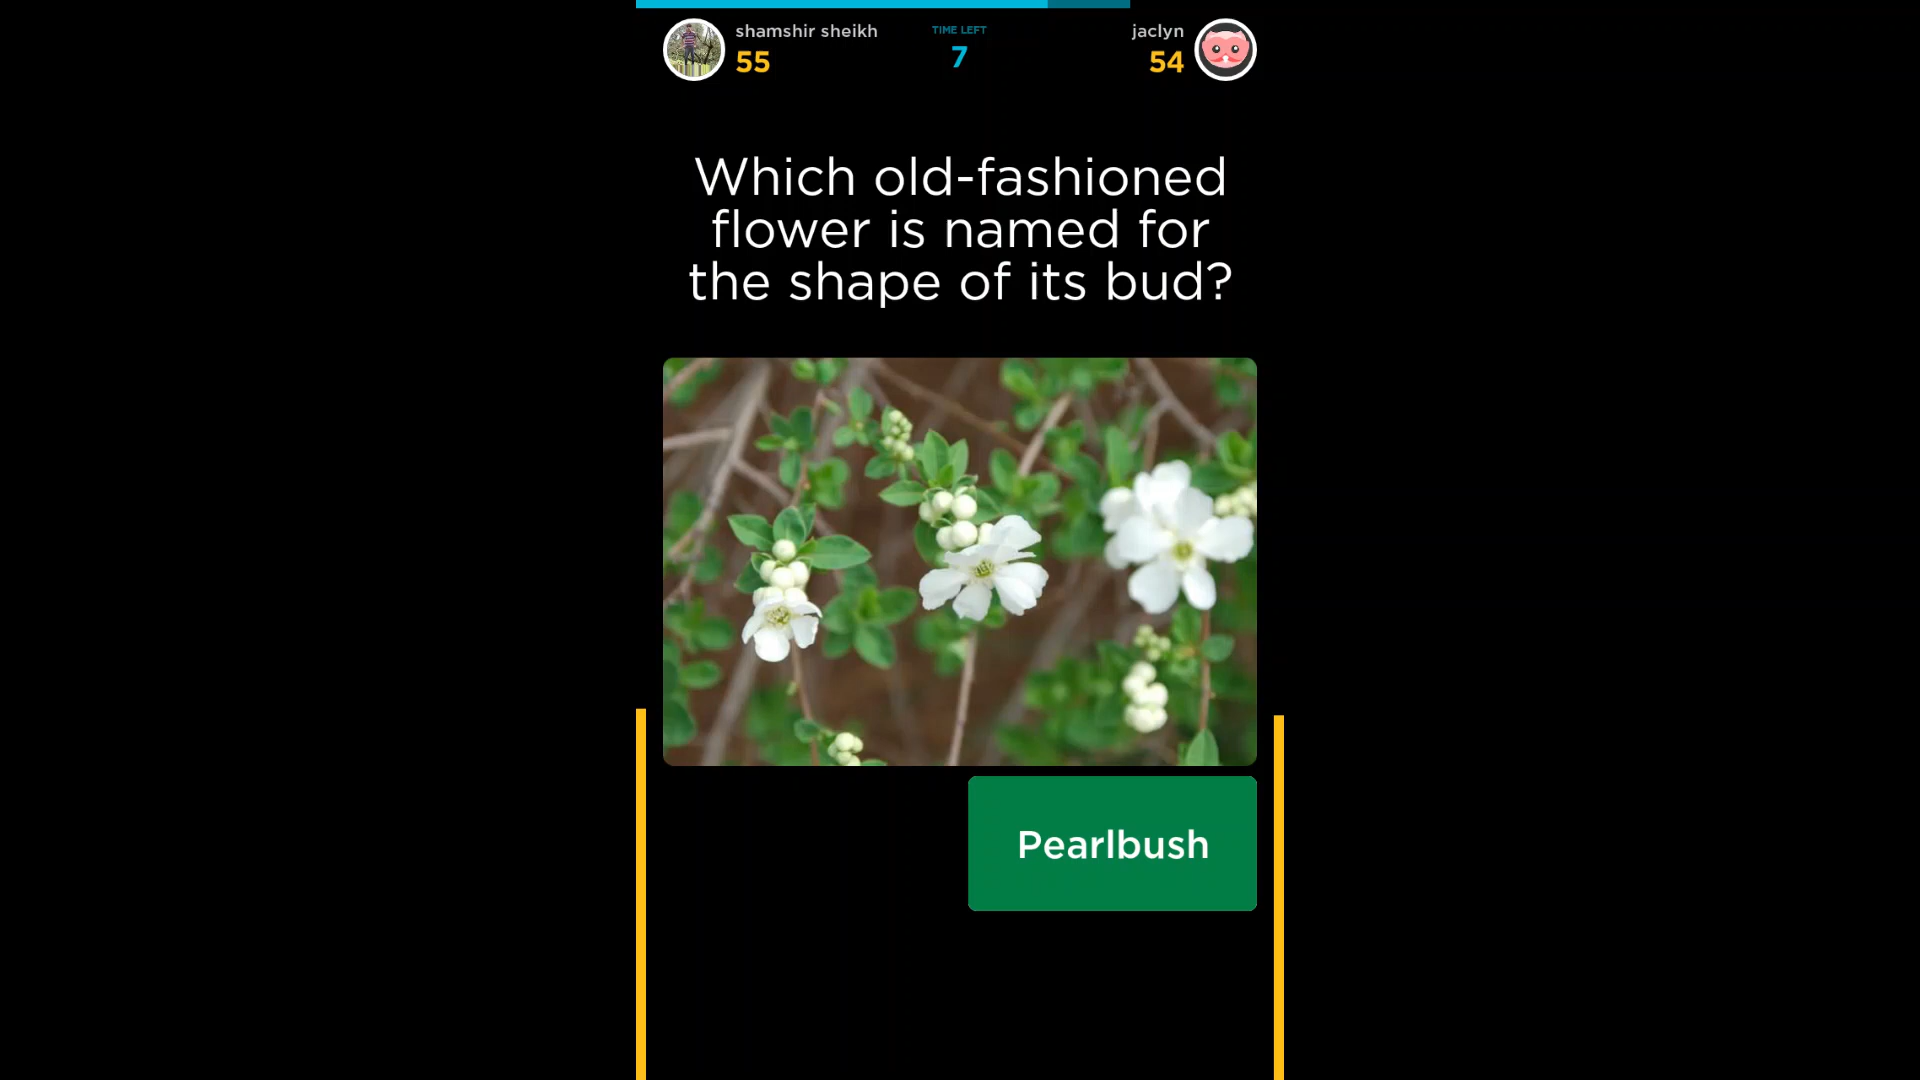 shamshir sheikh
55
TIME LEFT
7
jaclyn
54
Which old-fashioned
flower is named for
the shape of its bud?
Pearlbush